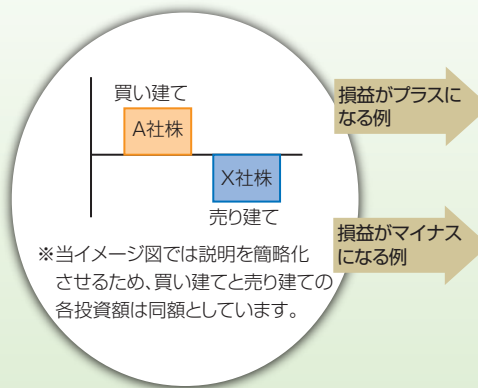 買い建て
A社株
X社株
売り建て
※当イメージ図では説明を簡略化
させるため、買い建てと売り建ての
各投資額は同額としています。
損益がプラスに
なる例
損益がマイナス
になる例